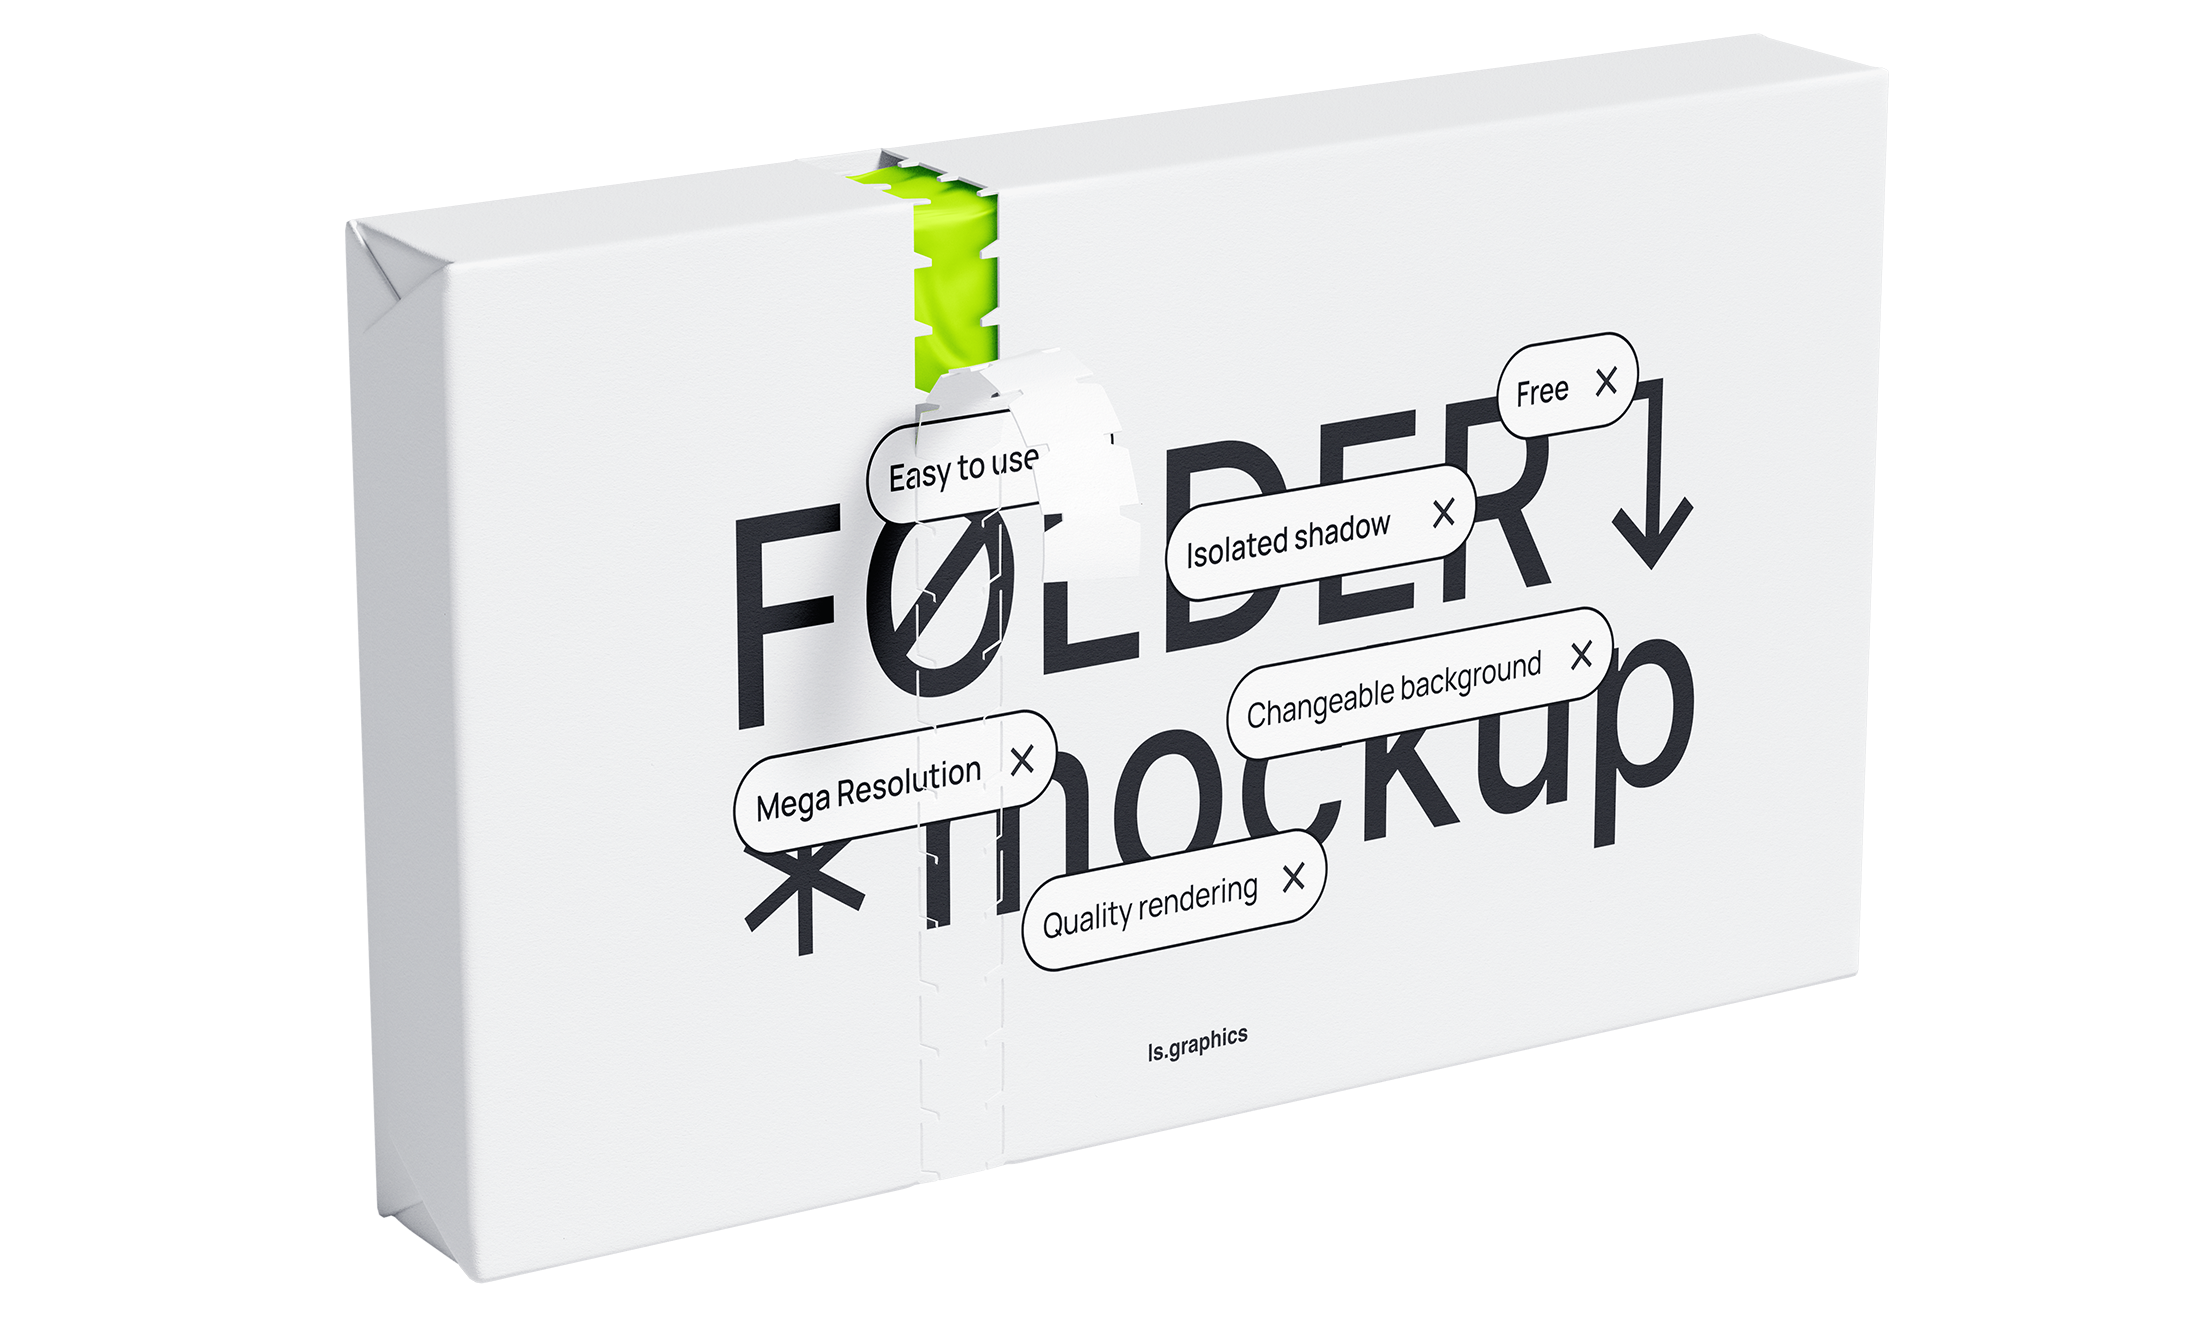 Free X
Easy to use
FØLDER
Isolated shadow X
Changeable background X
Mega Resolution X
*mockup
Quality rendering X
ls.graphics